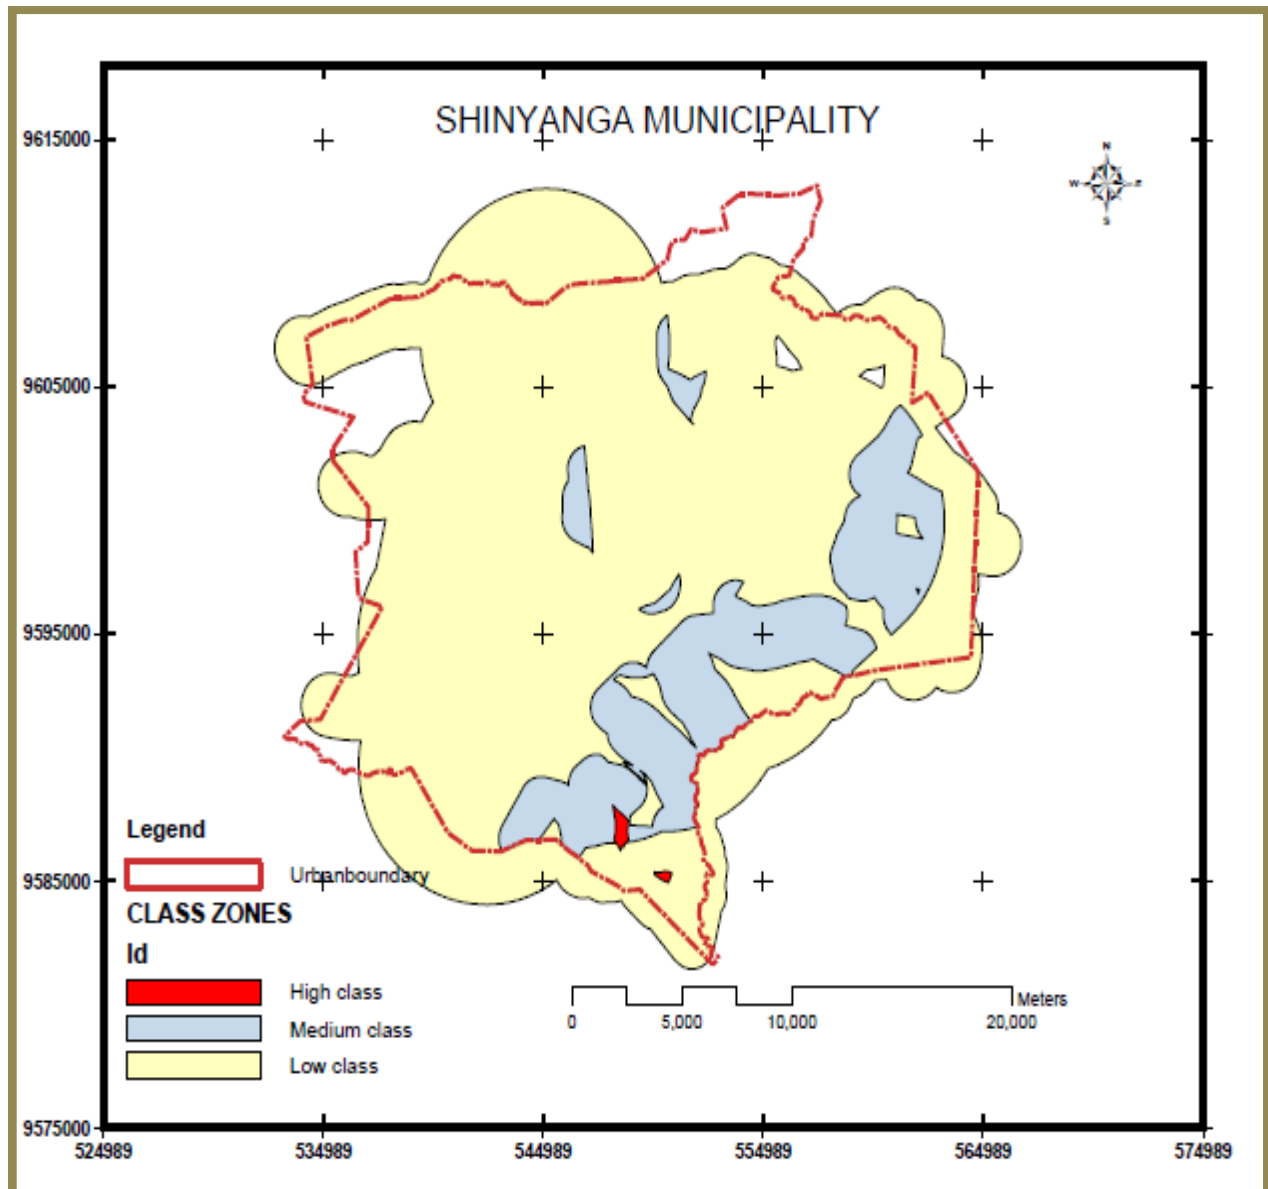 SHINYANGA MUNICIPALITY
9615000
N
W E
S
9605000
9595000
Legend
Urbanboundary
9585000
CLASS ZONES
Id
High class
Medium class
Low class
Meters
0 5,000 10,000 20,000
9575000
524989 534989 544989 554989 564989 574989